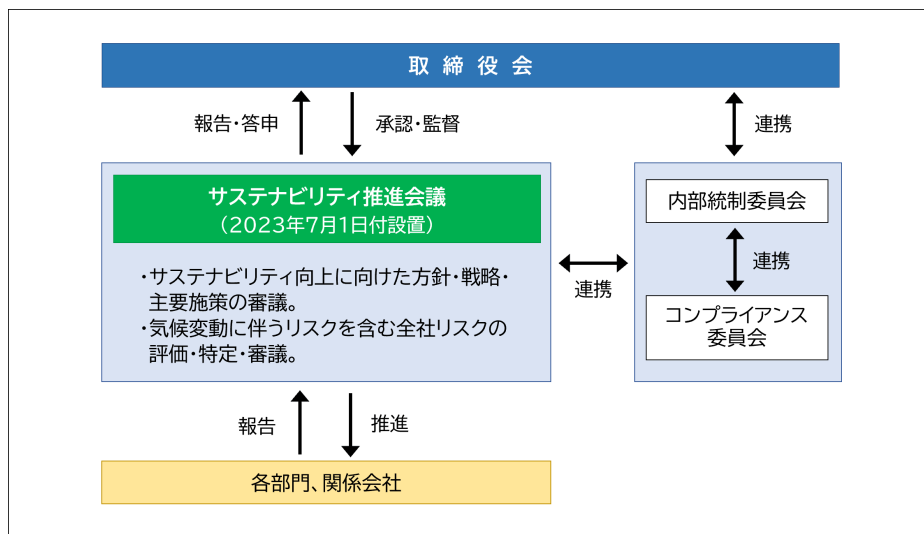 取締役会
報告・答申
承認・監督
連携
サステナビリティ推進会議
（2023年7月1日付設置）
・サステナビリティ向上に向けた方針・戦略・
主要施策の審議。
・気候変動に伴うリスクを含む全社リスクの
評価・特定・審議。
連携
内部統制委員会
連携
コンプライアンス
委員会
報告
推進
各部門、関係会社